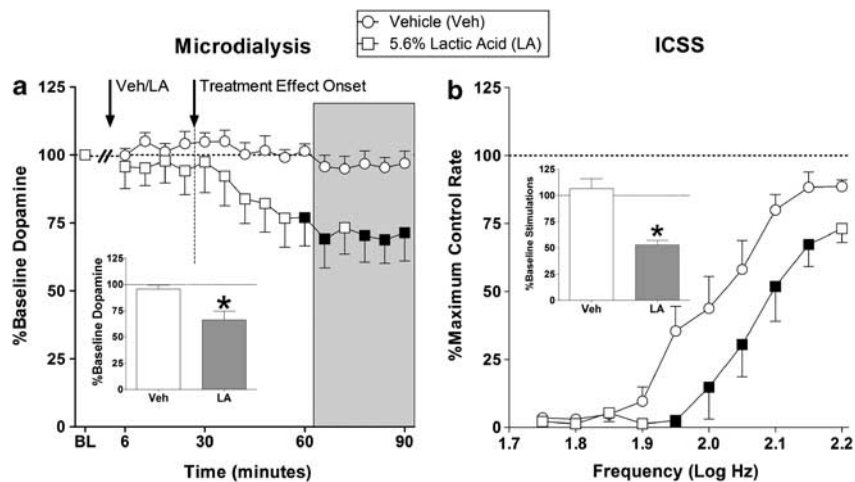 Vehicle (Veh)
5.6% Lactic Acid (LA)
Microdialysis
ICSS
a
Veh/LA
Treatment Effect Onset
%Baseline Dopamine
125
100
75
50
25
0
BL
6
30
60
90
Time (minutes)
%Baseline Dopamine
125
100
75
50
25
0
*
Veh
LA
b
%Maximum Control Rate
125
100
75
50
25
0
1.7
1.8
1.9
2.0
2.1
2.2
Frequency (Log Hz)
%Baseline Stimulations
125
100
75
50
25
0
*
Veh
LA